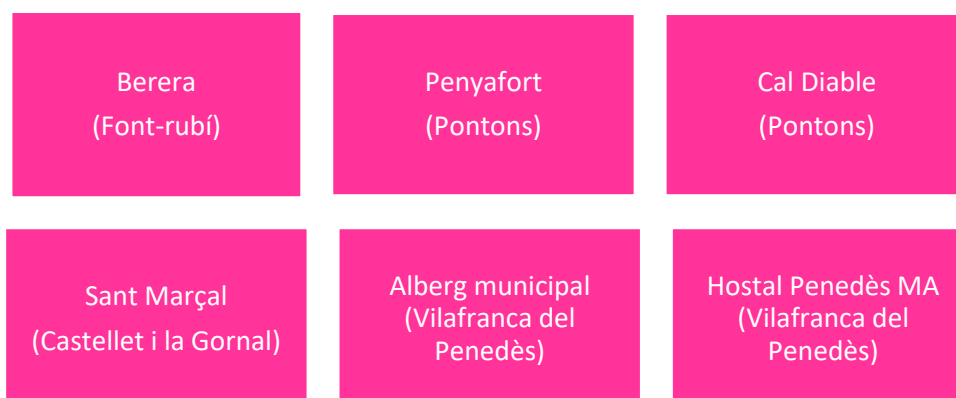 Berera
(Font-rubí)
Penyafort
(Pontons)
Cal Diable
(Pontons)
Sant Marçal
(Castellet i la Gornal)
Alberg municipal
(Vilafranca del
Penedès)
Hostal Penedès MA
(Vilafranca del
Penedès)